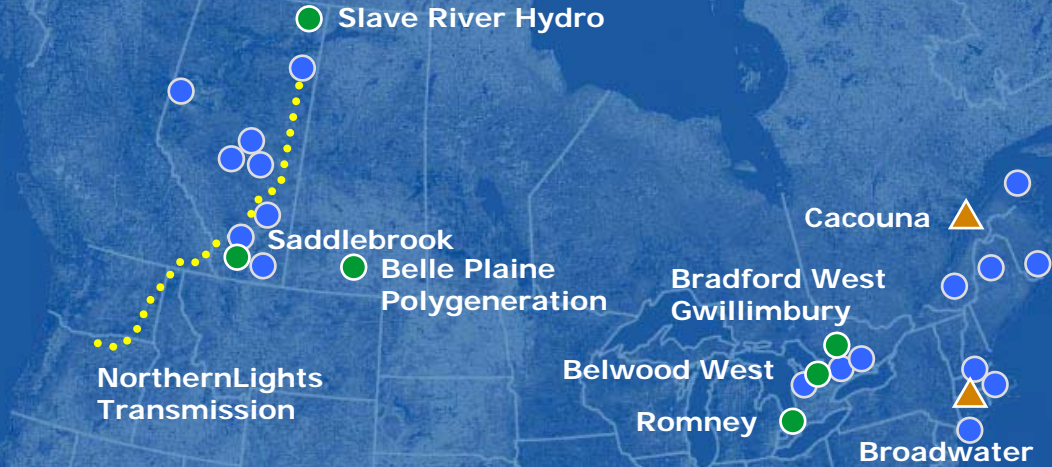 Slave River Hydro
Cacouna
Saddlebrook
Belle Plaine
Polygeneration
Bradford West
Gwillimbury
Belwood West
NorthernLights
Transmission
Romney
Broadwater